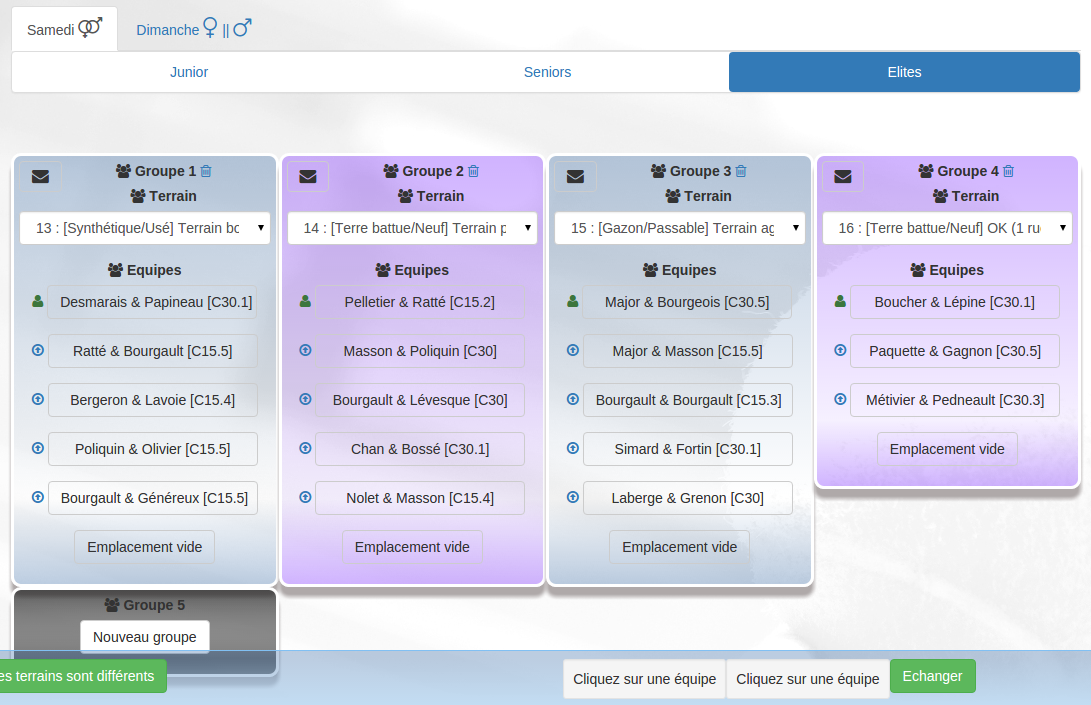 Samedi
Dimanche ||
Junior
Seniors
Elites
Groupe 1
Terrain
13 : [Synthétique/Usé] Terrain bc
Equipes
Desmarais & Papineau [C30.1]
Ratté & Bourgault [C15.5]
Bergeron & Lavoie [C15.4]
Poliquin & Olivier [C15.5]
Bourgault & Généreux [C15.5]
Emplacement vide
Groupe 2
Terrain
14 : [Terre battue/Neuf] Terrain p
Equipes
Pelletier & Ratté [C15.2]
Masson & Poliquin [C30]
Bourgault & Lévesque [C30]
Chan & Bossé [C30.1]
Nolet & Masson [C15.4]
Emplacement vide
Groupe 3
Terrain
15 : [Gazon/Passable] Terrain ag
Equipes
Major & Bourgeois [C30.5]
Major & Masson [C15.5]
Bourgault & Bourgault [C15.3]
Simard & Fortin [C30.1]
Laberge & Grenon [C30]
Emplacement vide
Groupe 4
Terrain
16 : [Terre battue/Neuf] OK (1 ru
Equipes
Boucher & Lépine [C30.1]
Paquette & Gagnon [C30.5]
Métivier & Pedneault [C30.3]
Emplacement vide
Groupe 5
Nouveau groupe
es terrains sont différents
Cliquez sur une équipe
Cliquez sur une équipe
Echanger